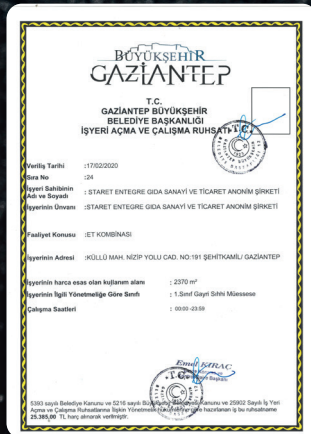 BÜYÜKŞEHİR
GAZİANTEP
T.C.
GAZİANTEP BÜYÜKŞEHİR
BELEDİYE BAŞKANLIĞI
İŞYERİ AÇMA VE ÇALIŞMA RUHSATI
Veriliş Tarihi :17/02/2020
Sıra No :24
İşyeri Sahibinin
Adı ve Soyadı : STARET ENTEGRE GIDA SANAYİ VE TİCARET ANONİM ŞİRKETİ
İşyerinin Ünvanı :STARET ENTEGRE GIDA SANAYİ VE TİCARET ANONİM ŞİRKETİ
Faaliyet Konusu :ET KOMBİNASI
İşyerinin Adresi :KÜLLÜ MAH. NİZİP YOLU CAD. NO:191 ŞEHİTKAMİL/ GAZİANTEP
İşyerinin harca esas olan kullanım alanı : 2370 m²
İşyerinin İlgili Yönetmeliğe Göre Sınıfı : 1.Sınıf Gayri Sıhhi Müessese
Çalışma Saatleri : 00:00 -23:59
Emel KIRAÇ
T.C.
5393 sayılı Belediye Kanunu ve 5216 sayılı Belediyesi Kanunu ve 25902 Sayılı İş Yeri
Açma ve Çalışma Ruhsatlarına İlişkin Yönetmelik hükümlerine göre hazırlanan iş bu ruhsatname
25.385,00 TL harç alınarak verilmiştir.